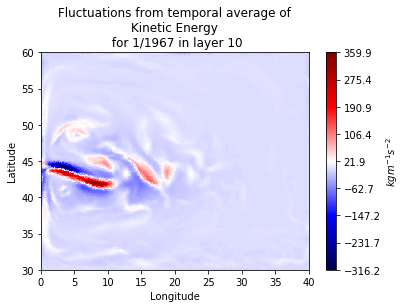 Fluctuations from temporal average of
Kinetic Energy
for 1/1967 in layer 10
60
55
50
45
40
35
30
Latitude
0 5 10 15 20 25 30 35 40
Longitude
359.9
275.4
190.9
106.4
21.9
−62.7
−147.2
−231.7
−316.2
kgm⁻¹s⁻²